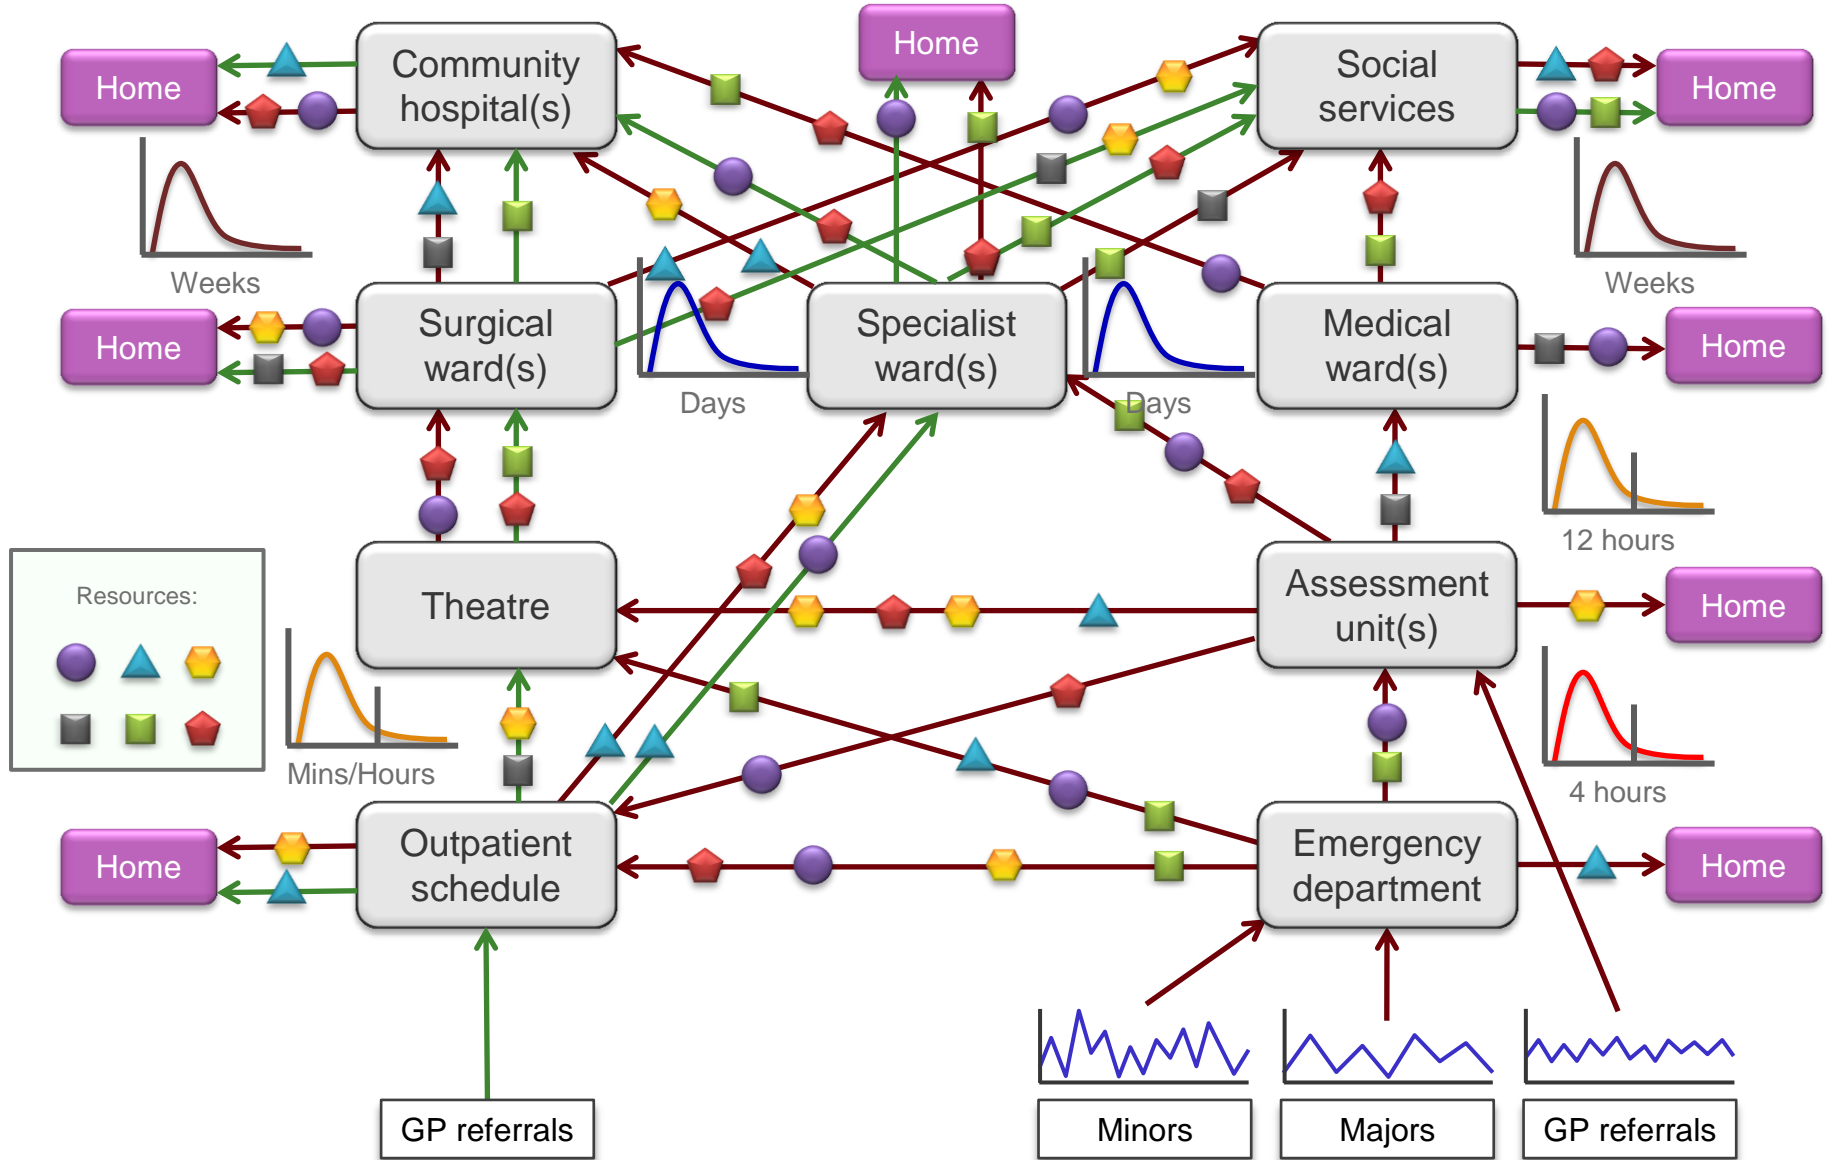 Home
Community
hospital(s)
Home
Social
services
Home
Weeks
Weeks
Home
Surgical
ward(s)
Days
Specialist
ward(s)
Days
Medical
ward(s)
Home
12 hours
Resources:
Theatre
Assessment
unit(s)
Home
Mins/Hours
4 hours
Home
Outpatient
schedule
Emergency
department
Home
GP referrals
Minors
Majors
GP referrals